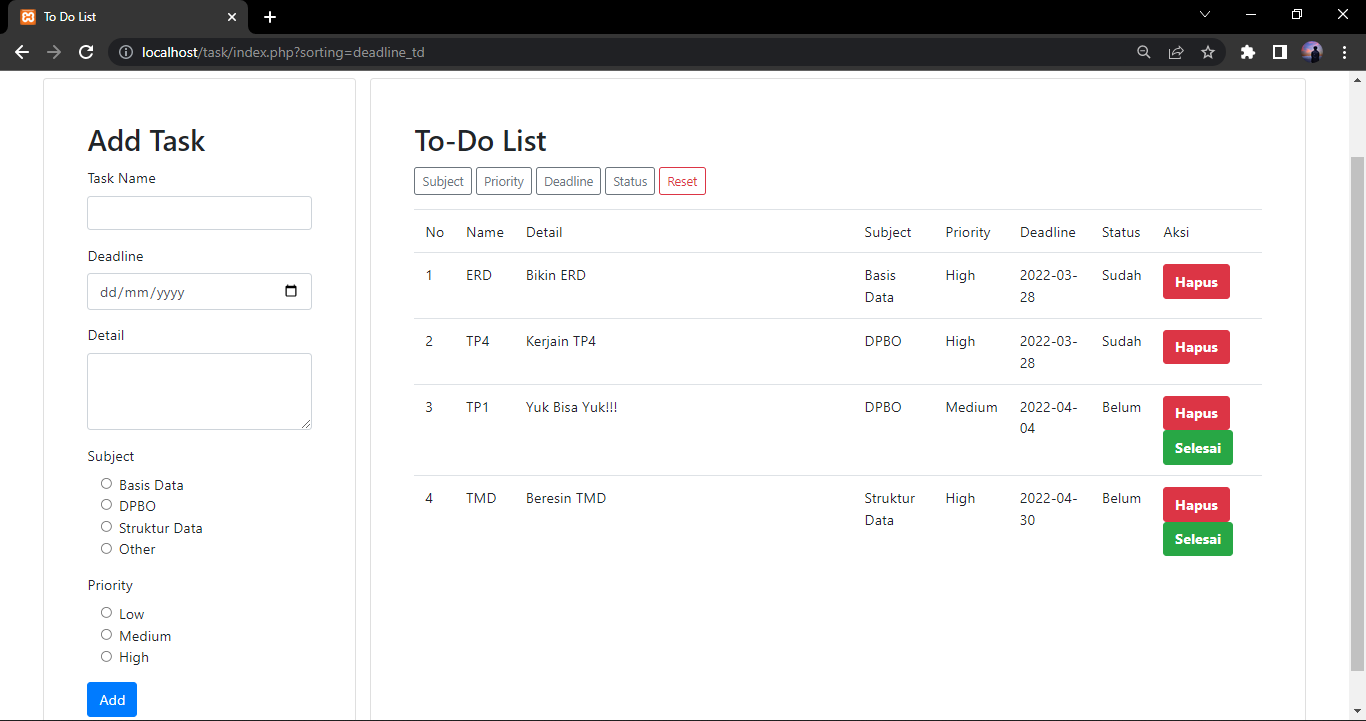 To Do List
localhost/task/index.php?sorting=deadline_td
Add Task
Task Name
Deadline
dd/mm/yyyy
Detail
Subject
Basis Data
DPBO
Struktur Data
Other
Priority
Low
Medium
High
Add
To-Do List
Subject Priority Deadline Status Reset
No Name Detail Subject Priority Deadline Status Aksi
1 ERD Bikin ERD Basis High 2022-03- Sudah Hapus
Data 28
2 TP4 Kerjain TP4 DPBO High 2022-03- Sudah Hapus
28
3 TP1 Yuk Bisa Yuk!!! DPBO Medium 2022-04- Belum Hapus
04
Selesai
4 TMD Beresin TMD Struktur High 2022-04- Belum Hapus
Data 30
Selesai